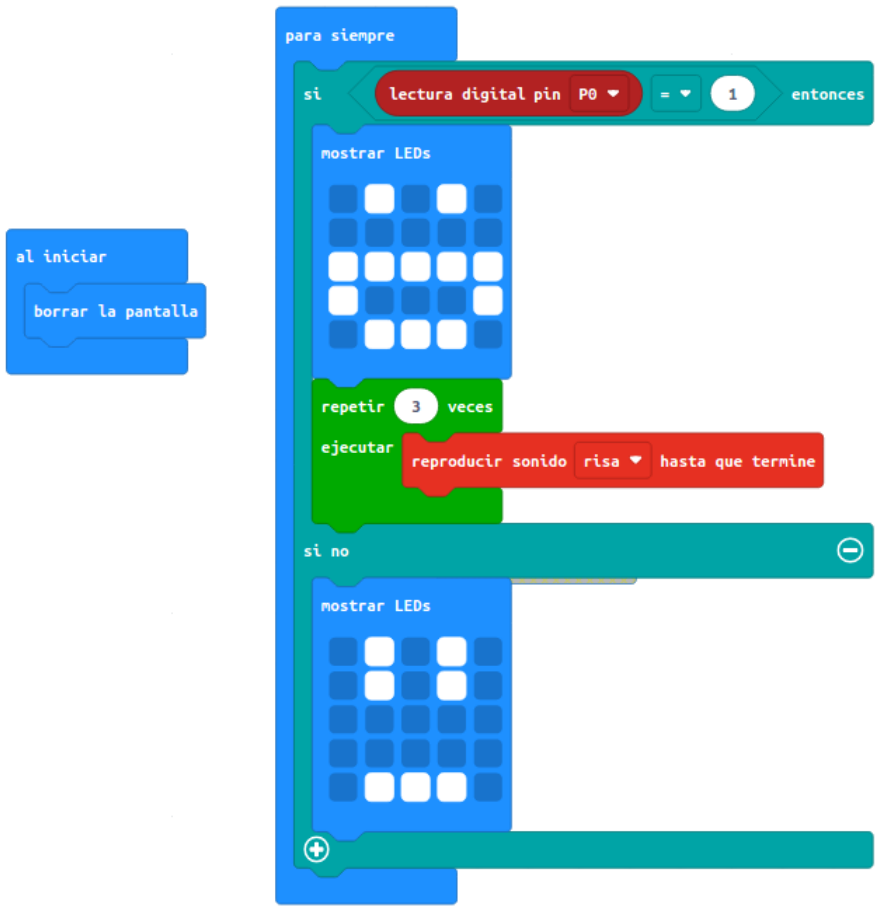 para siempre
si lectura digital pin P0 = 1 entonces
mostrar LEDs
al iniciar
borrar la pantalla
repetir 3 veces
ejecutar reproducir sonido risa hasta que termine
si no
mostrar LEDs